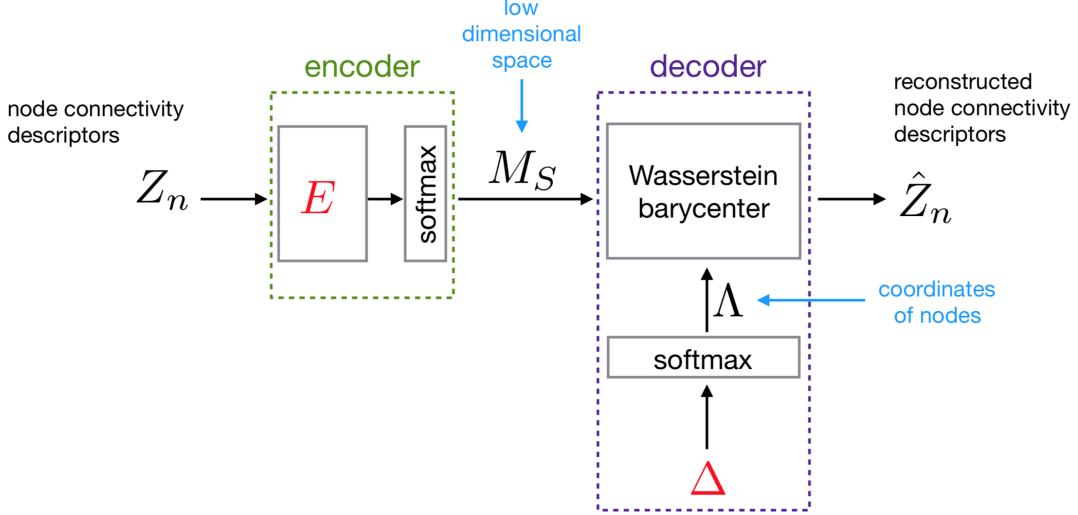 low
dimensional
space
encoder
decoder
node connectivity
descriptors
reconstructed
node connectivity
descriptors
Z_n
E
softmax
M_S
Wasserstein
barycenter
Ẑ_n
Λ
coordinates
of nodes
softmax
Δ